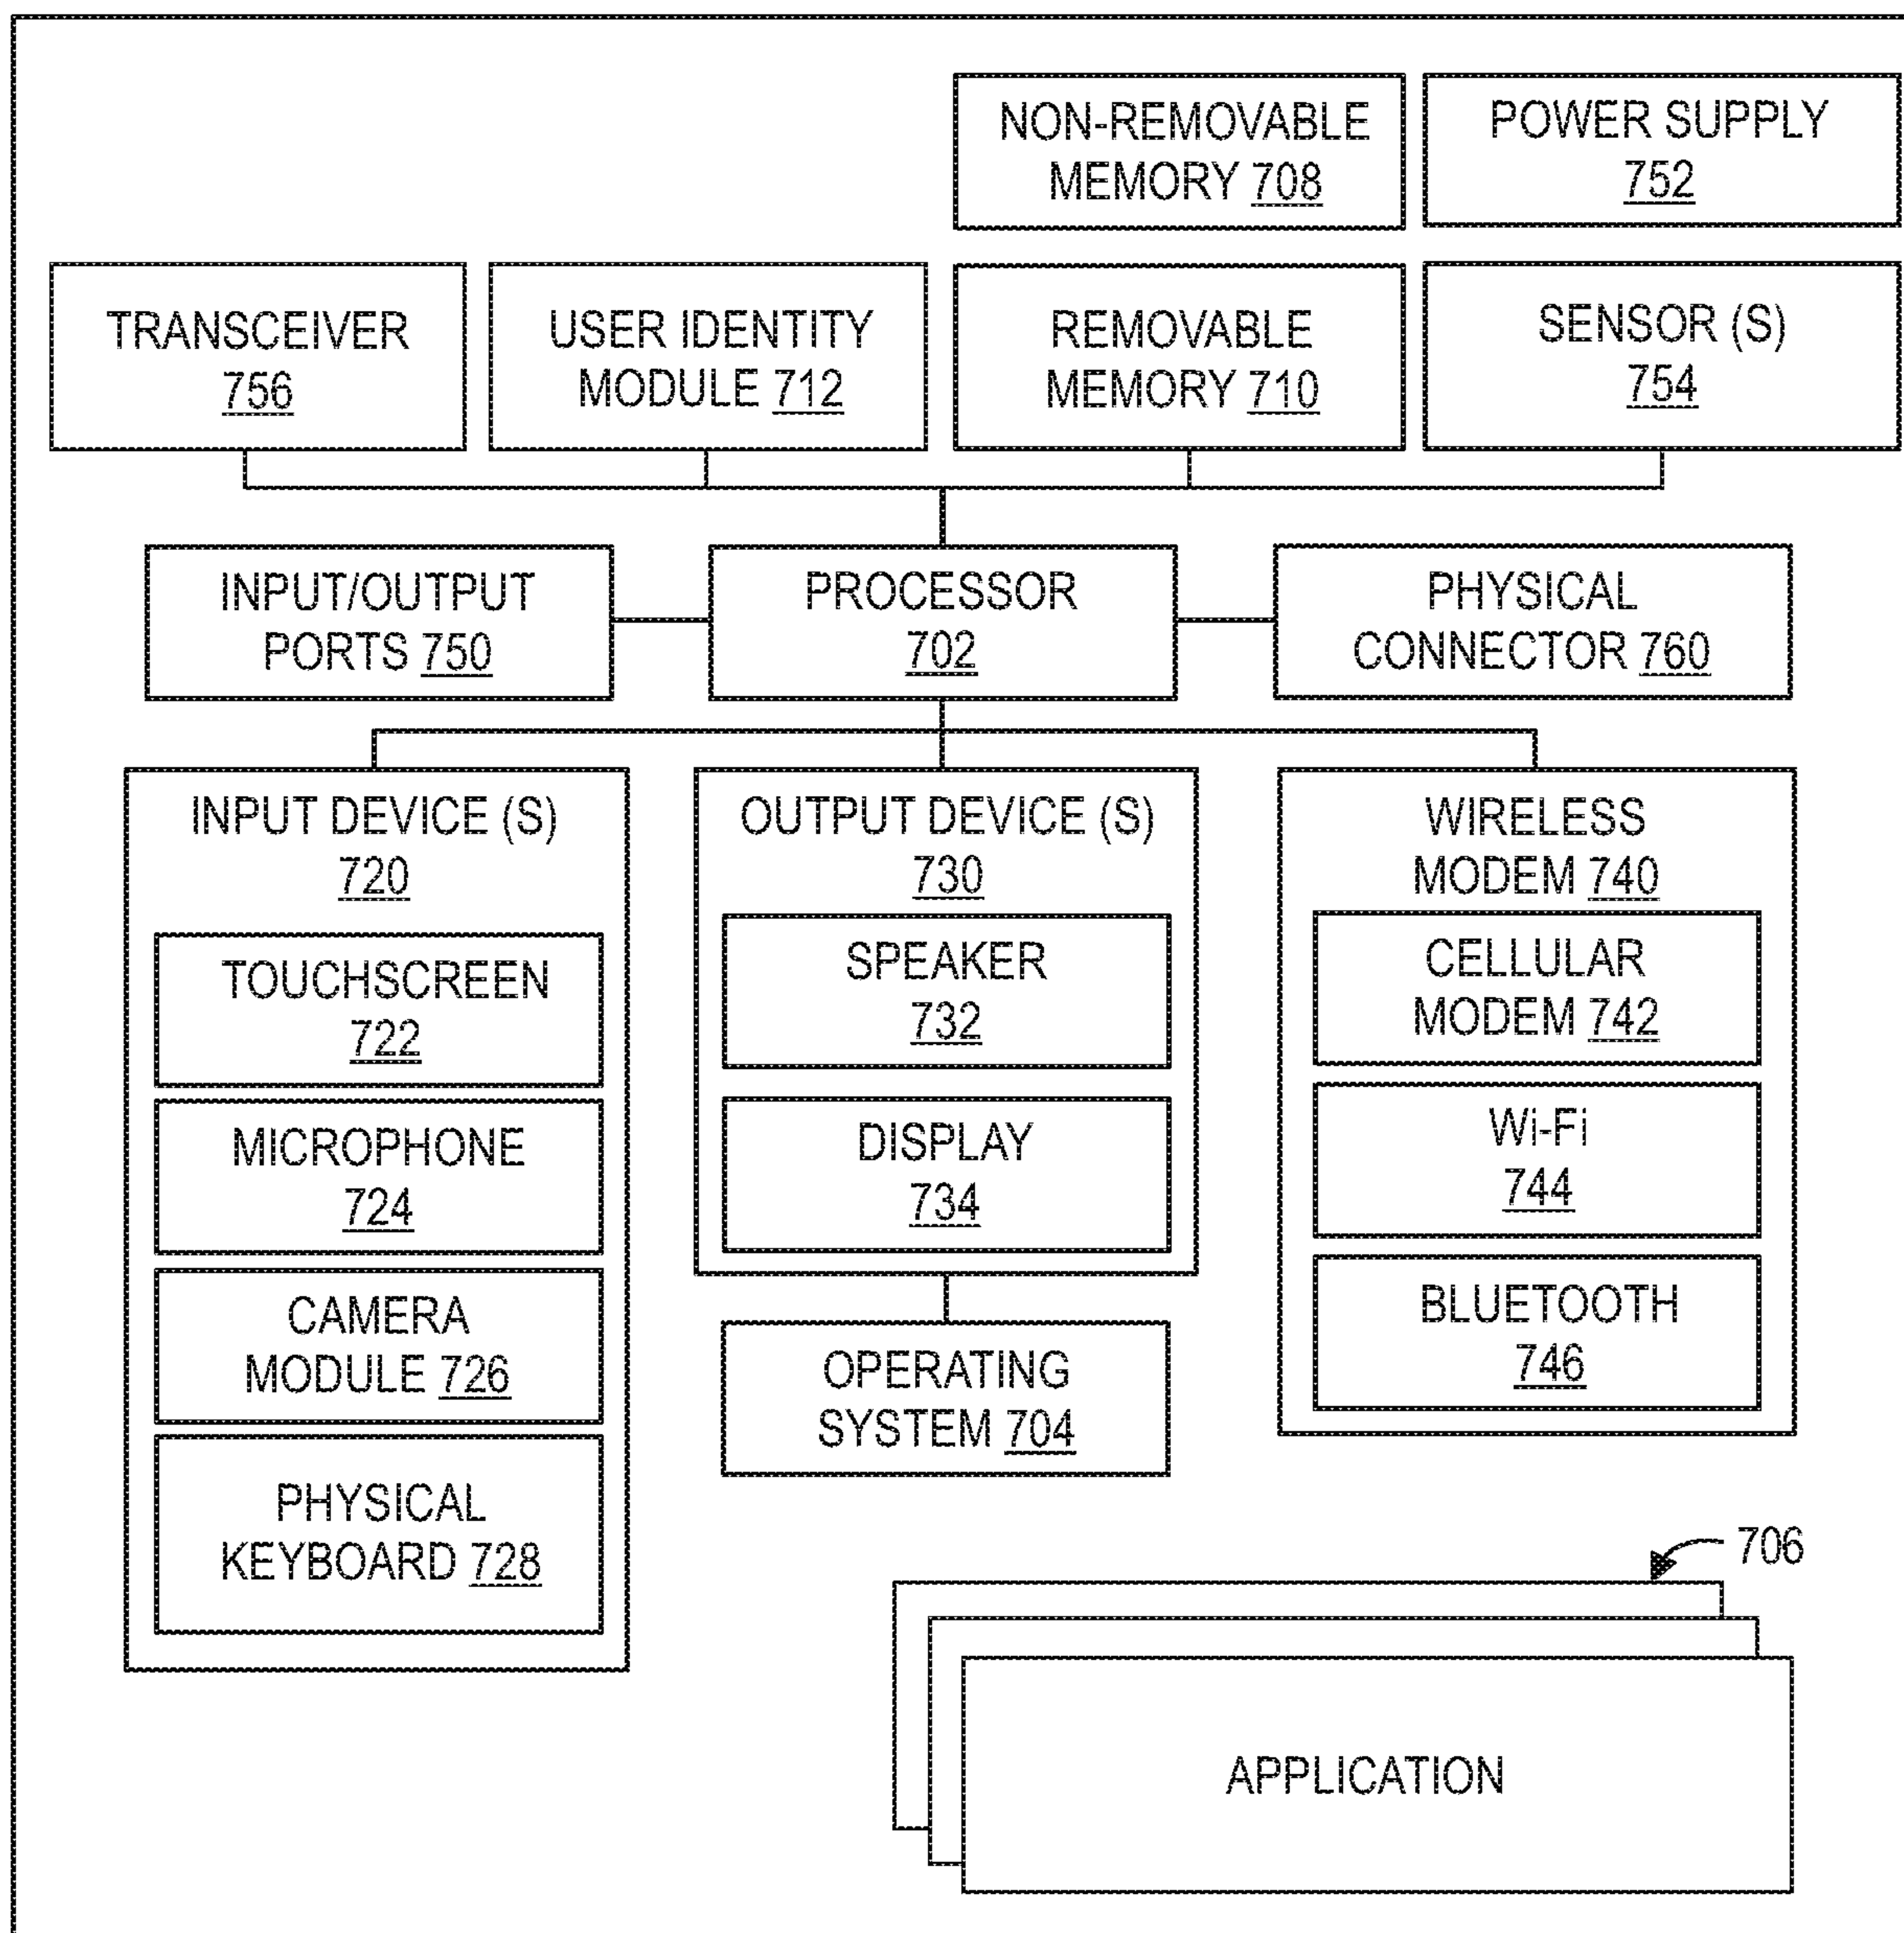 NON-REMOVABLE
MEMORY 708
POWER SUPPLY
752
TRANSCEIVER
756
USER IDENTITY
MODULE 712
REMOVABLE
MEMORY 710
SENSOR (S)
754
INPUT/OUTPUT
PORTS 750
PROCESSOR
702
PHYSICAL
CONNECTOR 760
INPUT DEVICE (S)
720
TOUCHSCREEN
722
MICROPHONE
724
CAMERA
MODULE 726
PHYSICAL
KEYBOARD 728
OUTPUT DEVICE (S)
730
SPEAKER
732
DISPLAY
734
OPERATING
SYSTEM 704
WIRELESS
MODEM 740
CELLULAR
MODEM 742
Wi-Fi
744
BLUETOOTH
746
706
APPLICATION